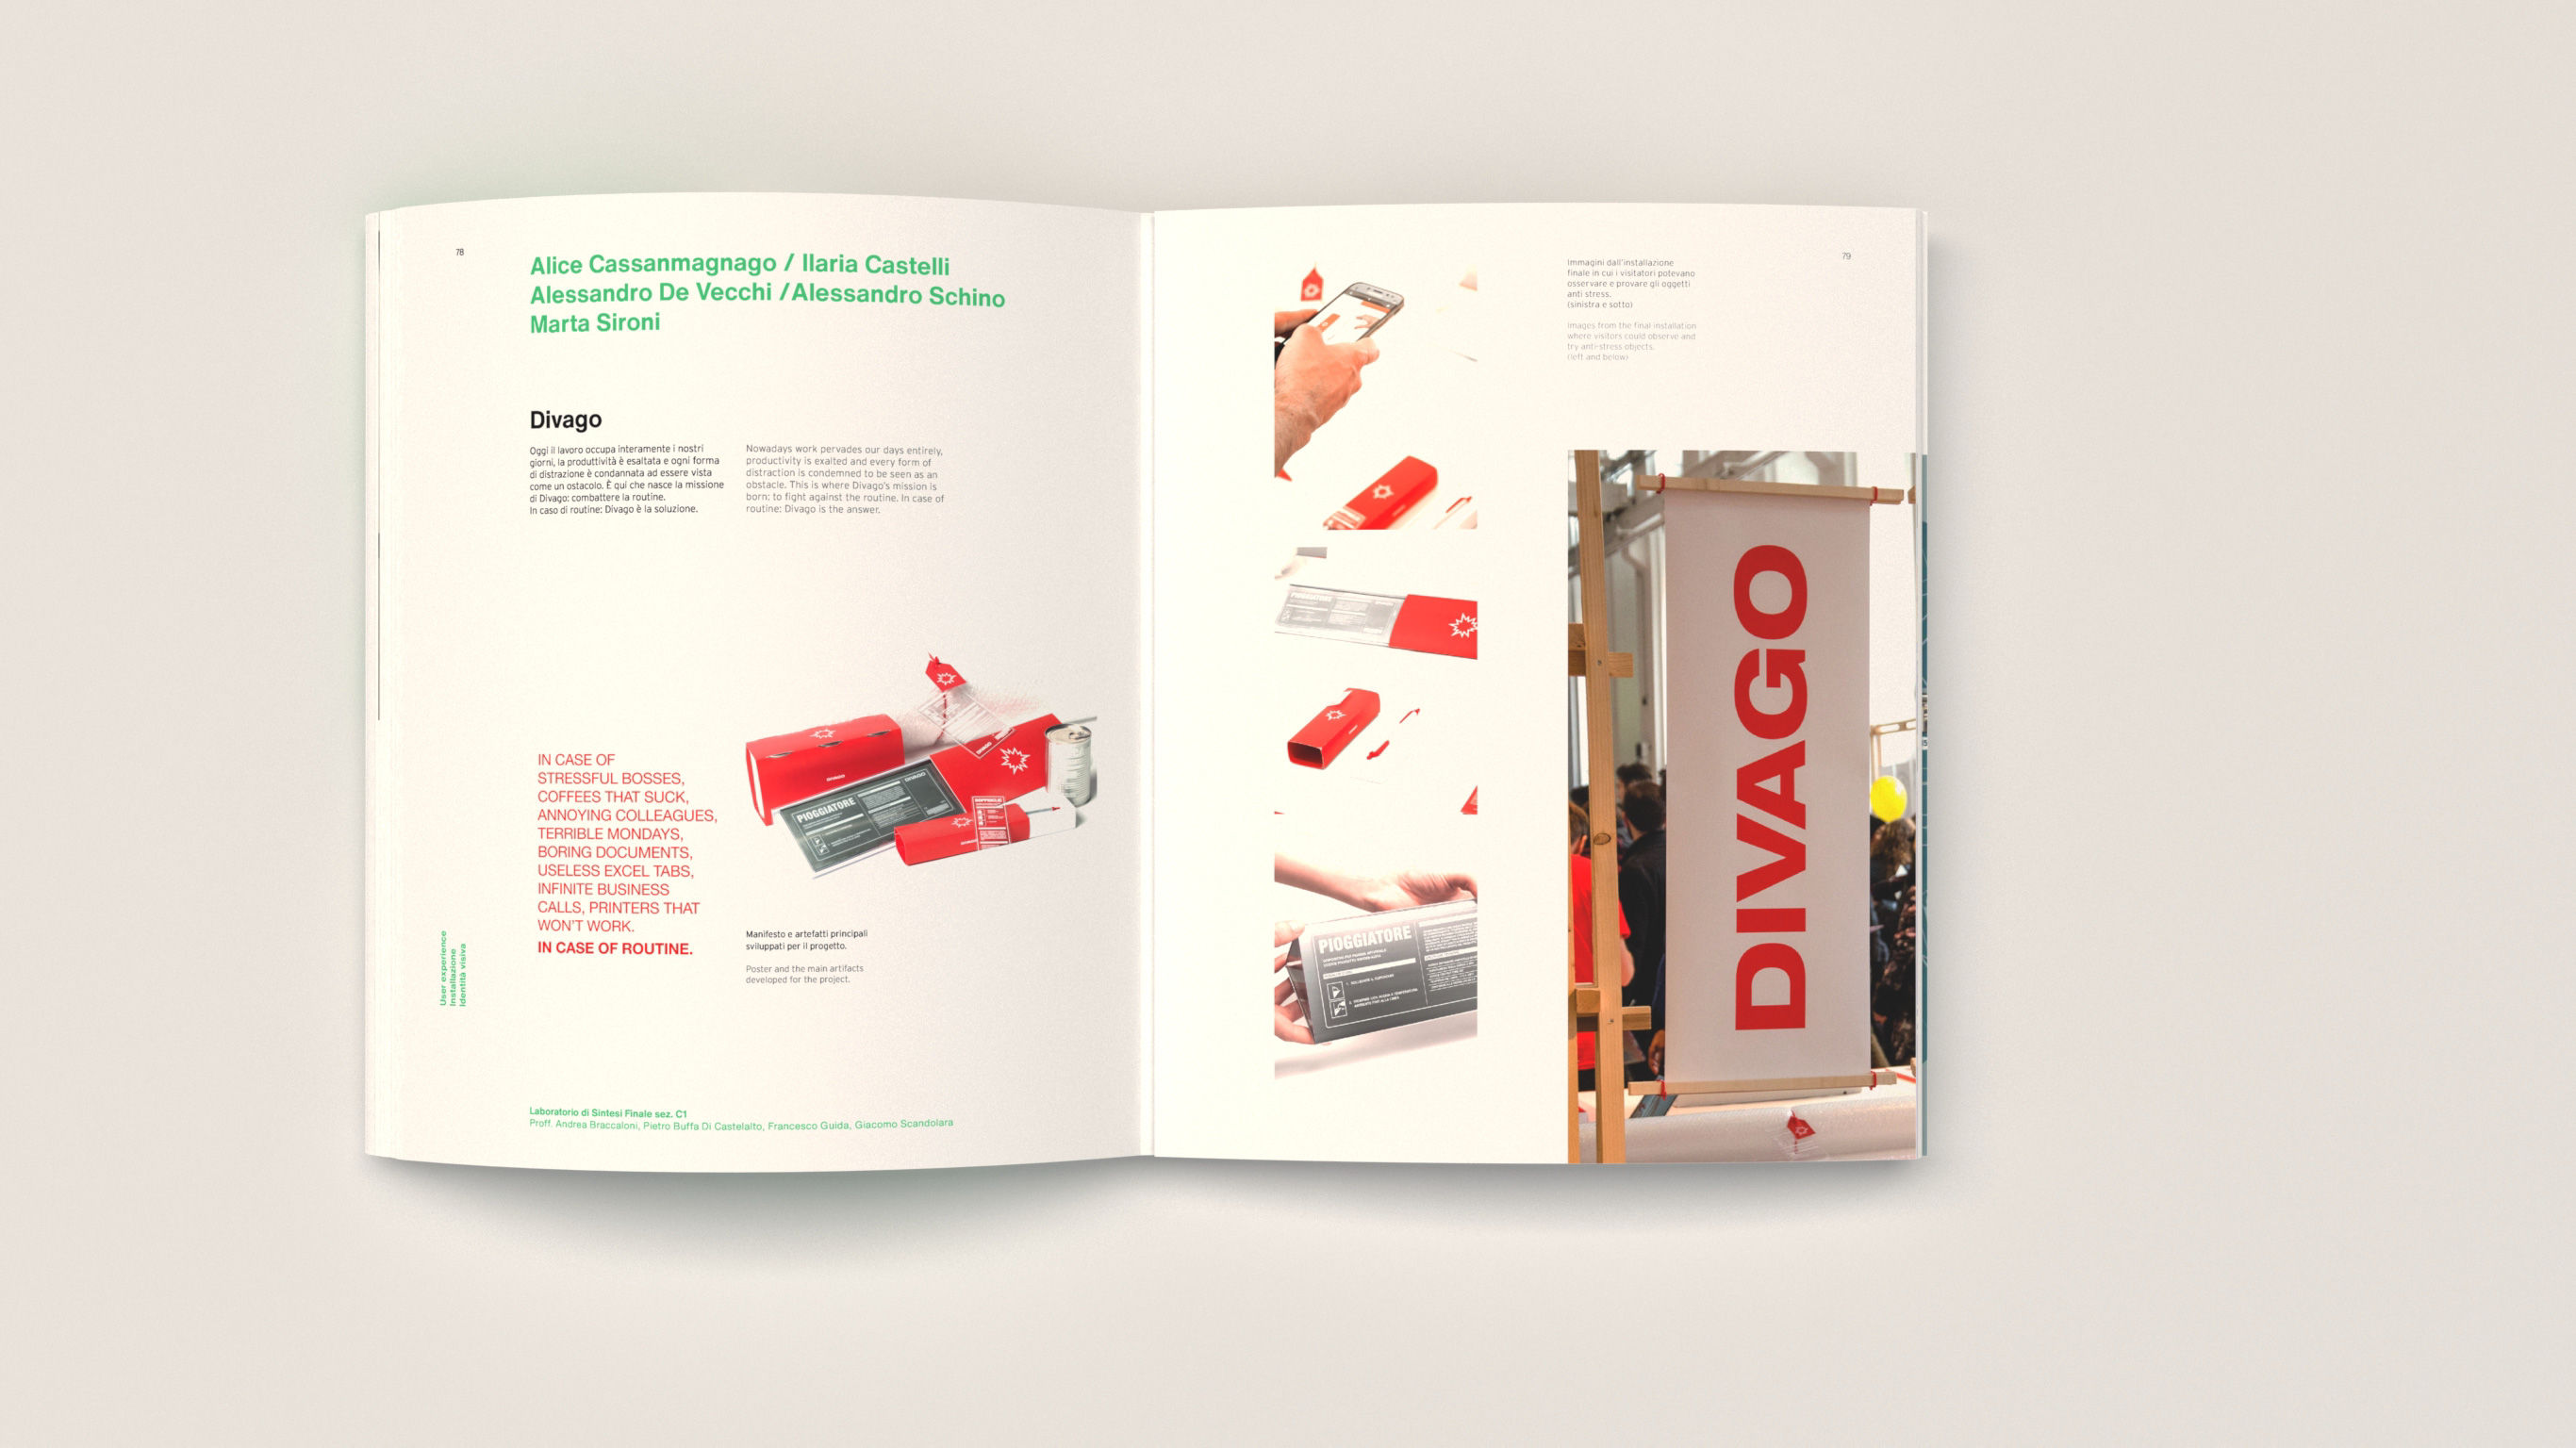 78
Alice Cassanmagnago / Ilaria Castelli
Alessandro De Vecchi /Alessandro Schino
Marta Sironi
Divago
Oggi il lavoro occupa interamente i nostri
giorni, la produttività è esaltata e ogni forma
di distrazione è condannata ad essere vista
come un ostacolo. È qui che nasce la missione
di Divago: combattere la routine.
In caso di routine: Divago è la soluzione.
Nowadays work pervades our days entirely,
productivity is exalted and every form of
distraction is condemned to be seen as an
obstacle. This is where Divago's mission is
born: to fight against the routine. In case of
routine: Divago is the answer.
IN CASE OF
STRESSFUL BOSSES,
COFFEES THAT SUCK,
ANNOYING COLLEAGUES,
TERRIBLE MONDAYS,
BORING DOCUMENTS,
USELESS EXCEL TABS,
INFINITE BUSINESS
CALLS, PRINTERS THAT
WON'T WORK.
IN CASE OF ROUTINE.
DIVAGO
PIOGGIATORE
Manifesto e artefatti principali
sviluppati per il progetto.
Poster and the main artifacts
developed for the project.
User experience
Installazione
Identità visiva
Laboratorio di Sintesi Finale sez. C1
Proff. Andrea Braccaloni, Pietro Buffa Di Castelalto, Francesco Guida, Giacomo Scandolara
79
Immagini dall'installazione
finale in cui i visitatori potevano
osservare e provare gli oggetti
anti stress.
(sinistra e sotto)
Images from the final installation
where visitors could observe and
try anti-stress objects.
(left and below)
PIOGGIATORE
DIVAGO